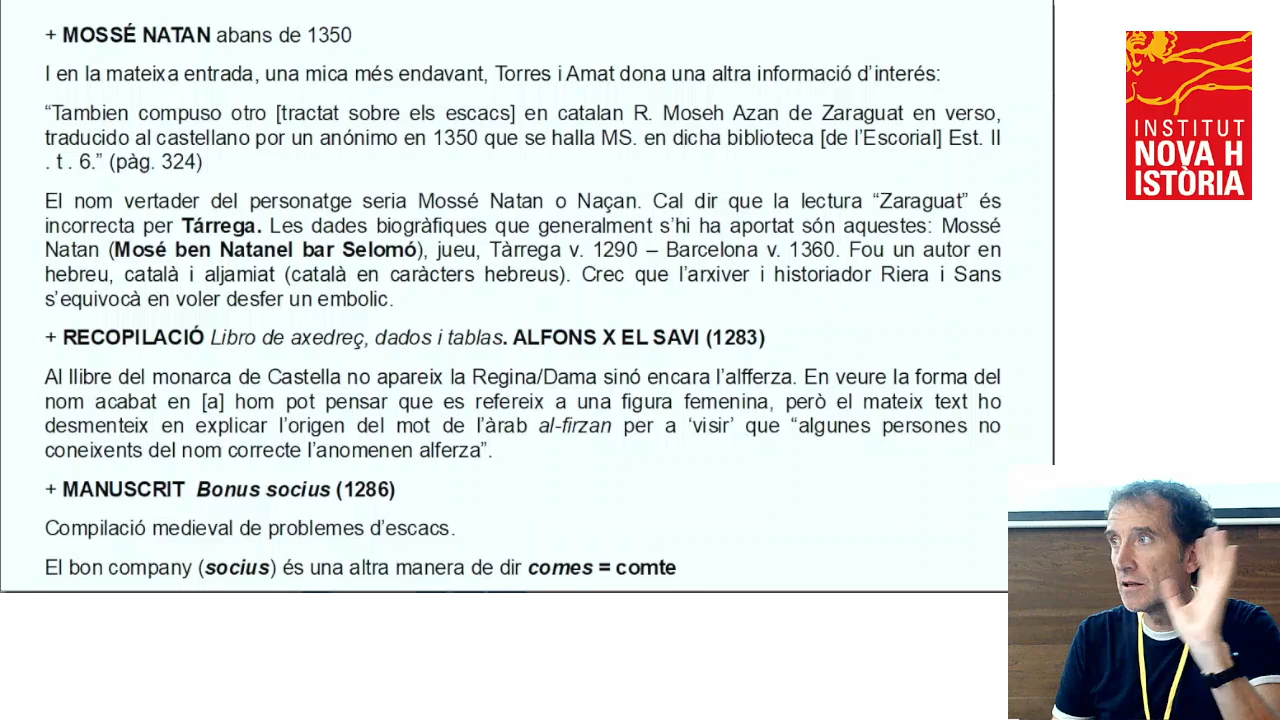 + MOSSÉ NATAN abans de 1350
I en la mateixa entrada, una mica més endavant, Torres i Amat dona una altra informació d’interés:
“Tambien compuso otro [tractat sobre els escacs] en catalan R. Moseh Azan de Zaraguat en verso,
traducido al castellano por un anónimo en 1350 que se halla MS. en dicha biblioteca [de l’Escorial] Est. II
. t . 6.” (pàg. 324)
El nom vertader del personatge seria Mossé Natan o Naçan. Cal dir que la lectura “Zaraguat” és
incorrecta per Tárrega. Les dades biogràfiques que generalment s’hi ha aportat són aquestes: Mossé
Natan (Mosé ben Natanel bar Selomó), jueu, Tàrrega v. 1290 – Barcelona v. 1360. Fou un autor en
hebreu, català i aljamiat (català en caràcters hebreus). Crec que l’arxiver i historiador Riera i Sans
s’equivocà en voler desfer un embolic.
+ RECOPILACIÓ Libro de axedreç, dados i tablas. ALFONS X EL SAVI (1283)
Al llibre del monarca de Castella no apareix la Regina/Dama sinó encara l’alfferza. En veure la forma del
nom acabat en [a] hom pot pensar que es refereix a una figura femenina, però el mateix text ho
desmenteix en explicar l’origen del mot de l’àrab al-firzan per a ‘visir’ que “algunes persones no
coneixents del nom correcte l’anomenen alferza”.
+ MANUSCRIT Bonus socius (1286)
Compilació medieval de problemes d’escacs.
El bon company (socius) és una altra manera de dir comes = comte
INSTITUT
NOVA H
ISTÒRIA